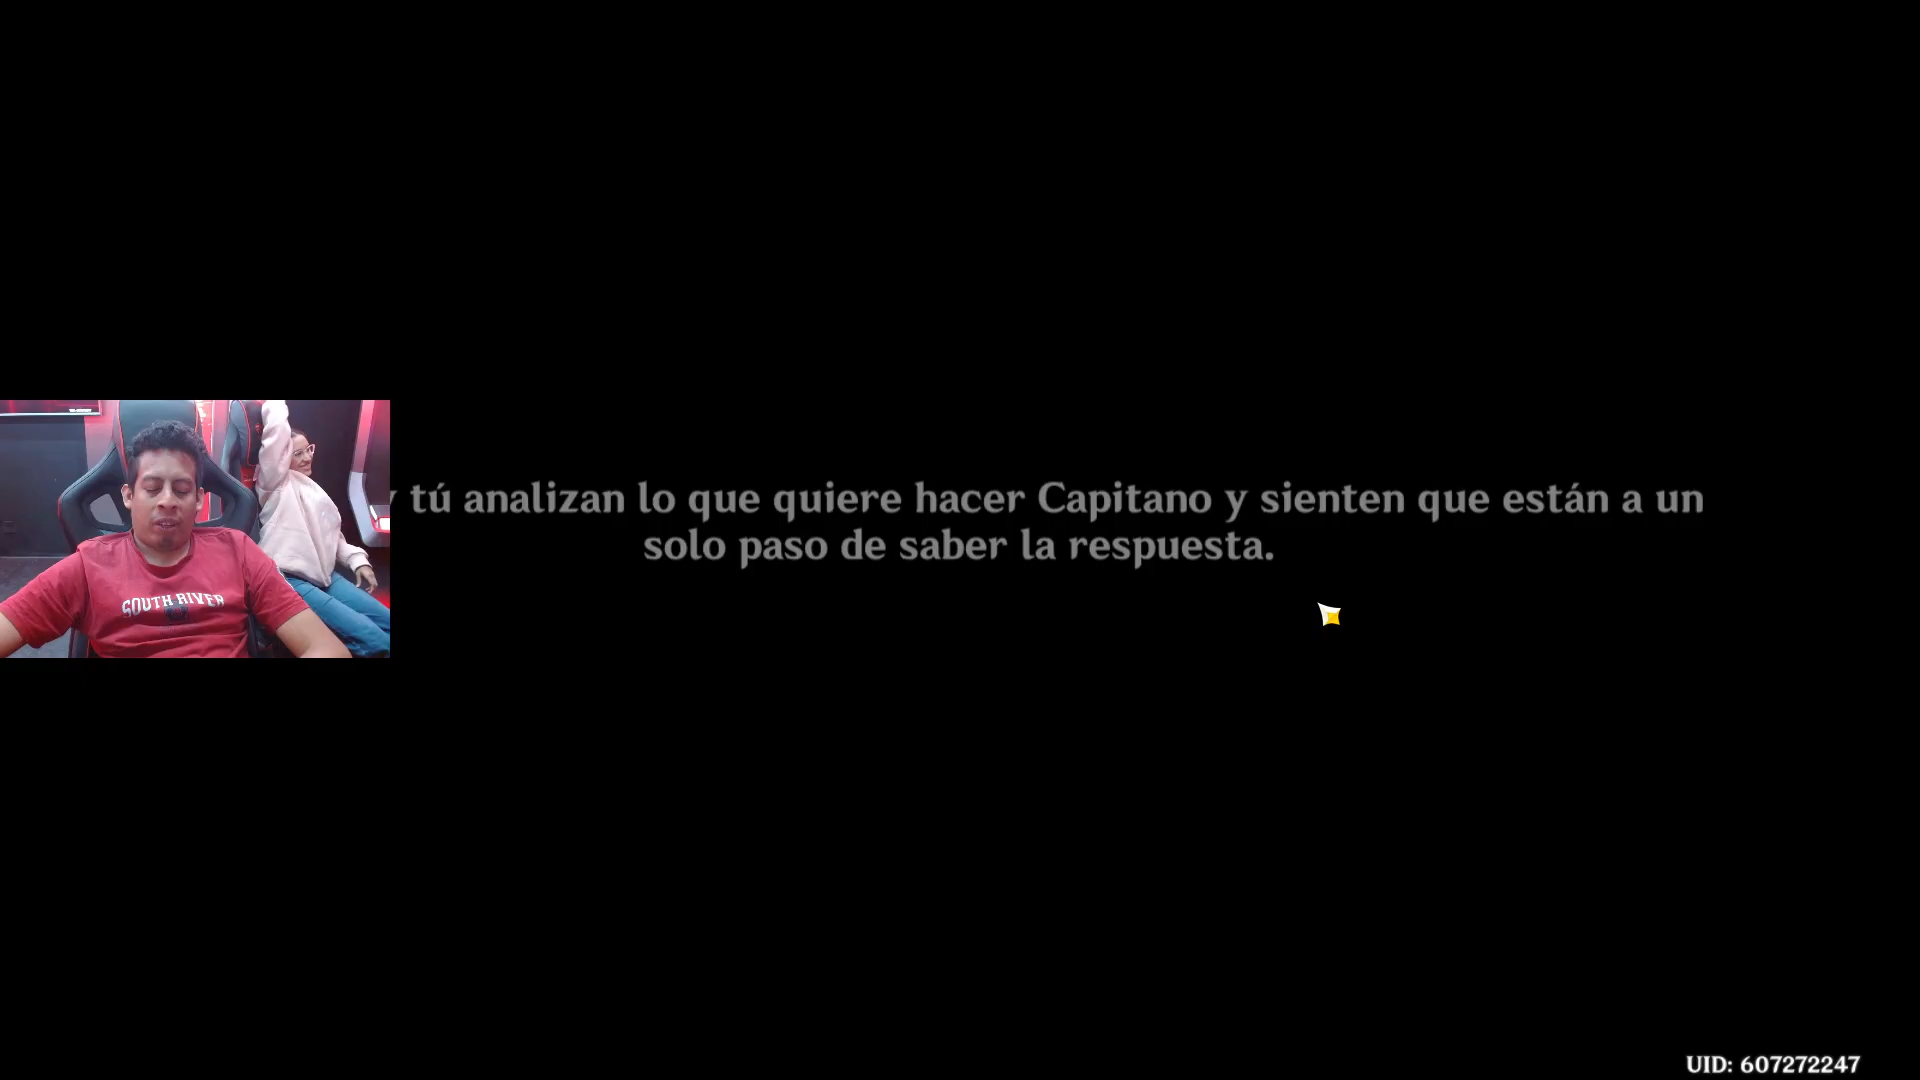 y tú analizan lo que quiere hacer Capitano y sienten que están a un
solo paso de saber la respuesta.
SOUTH RIVER
UID: 607272247